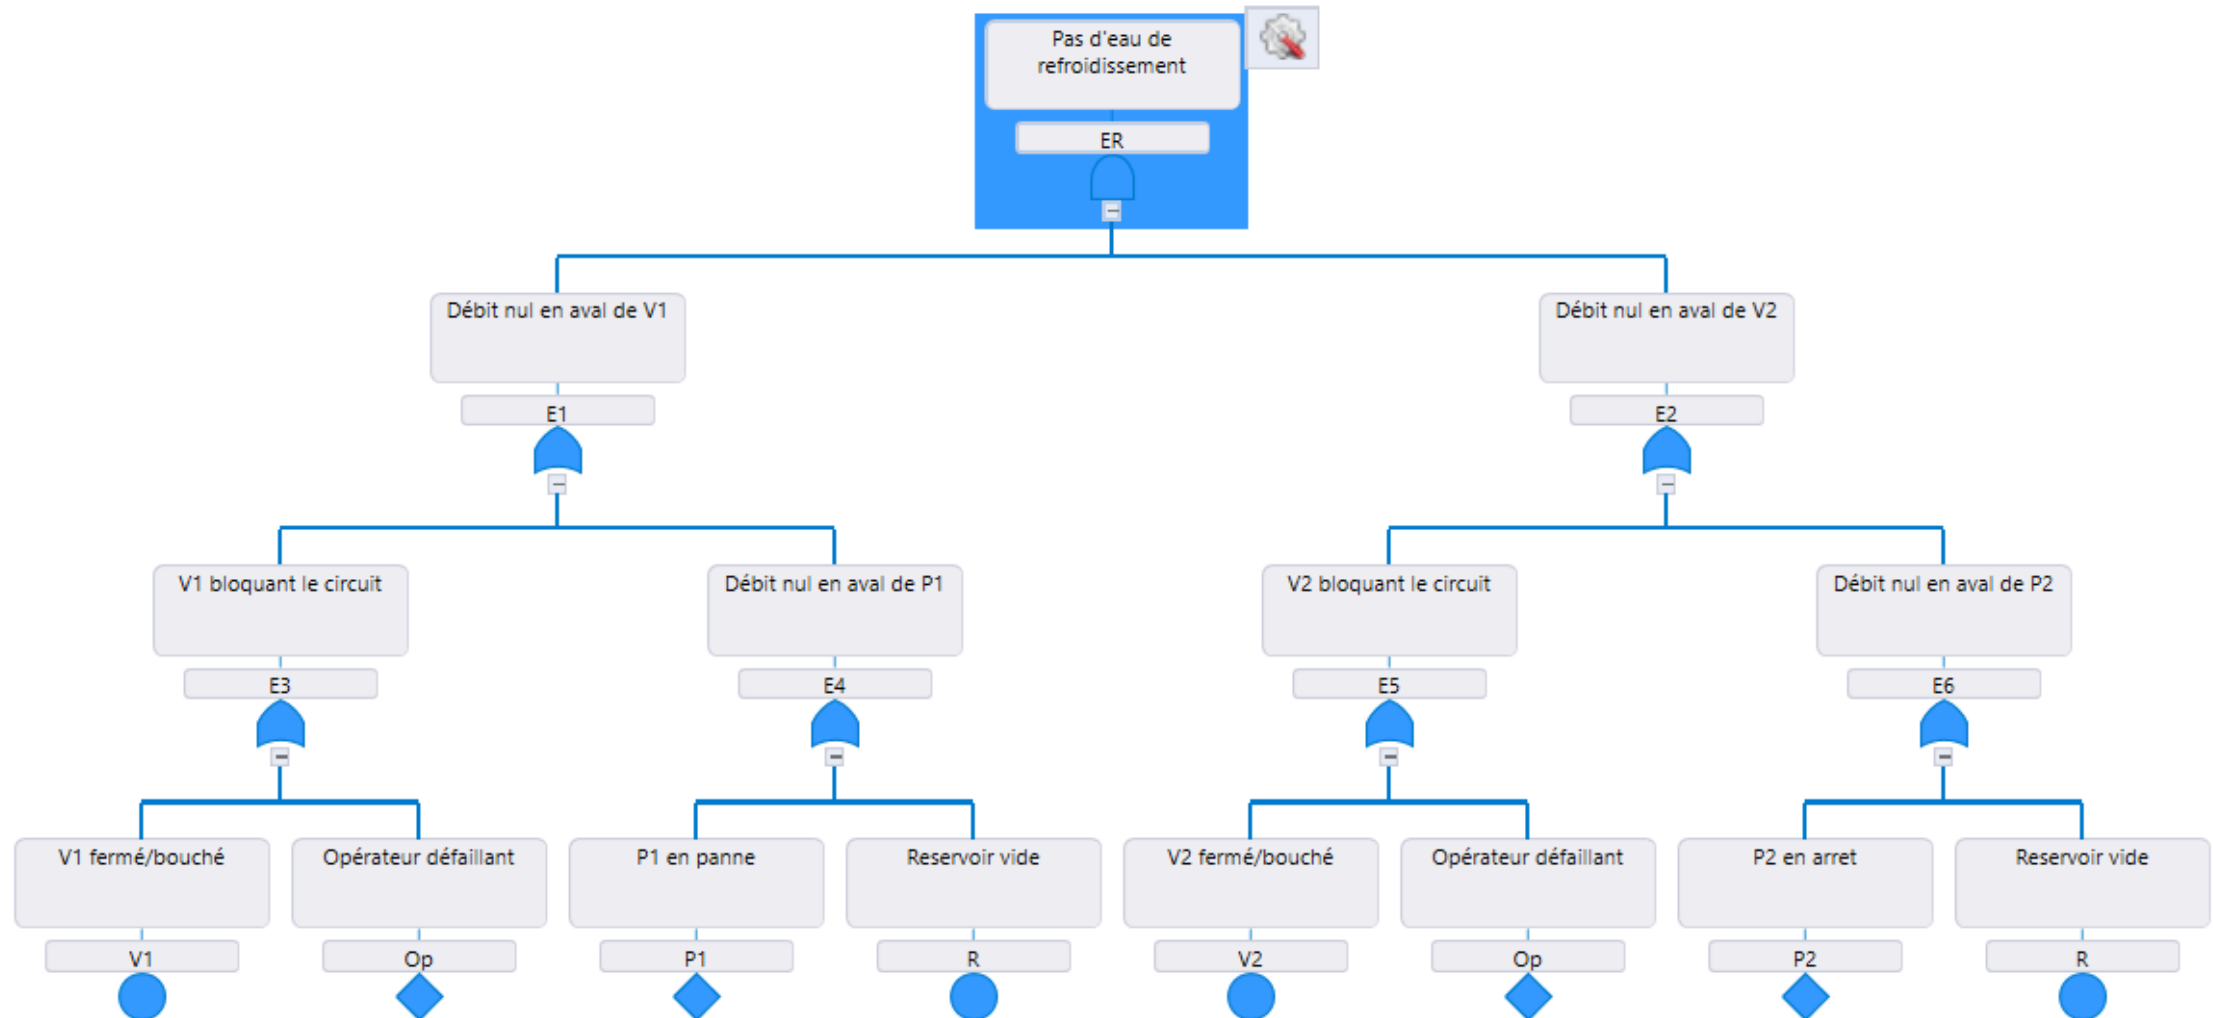 Pas d'eau de
refroidissement
ER
Débit nul en aval de V1
Débit nul en aval de V2
E1
E2
V1 bloquant le circuit
Débit nul en aval de P1
V2 bloquant le circuit
Débit nul en aval de P2
E3
E4
E5
E6
V1 fermé/bouché
Opérateur défaillant
P1 en panne
Reservoir vide
V2 fermé/bouché
Opérateur défaillant
P2 en arret
Reservoir vide
V1
Op
P1
R
V2
Op
P2
R